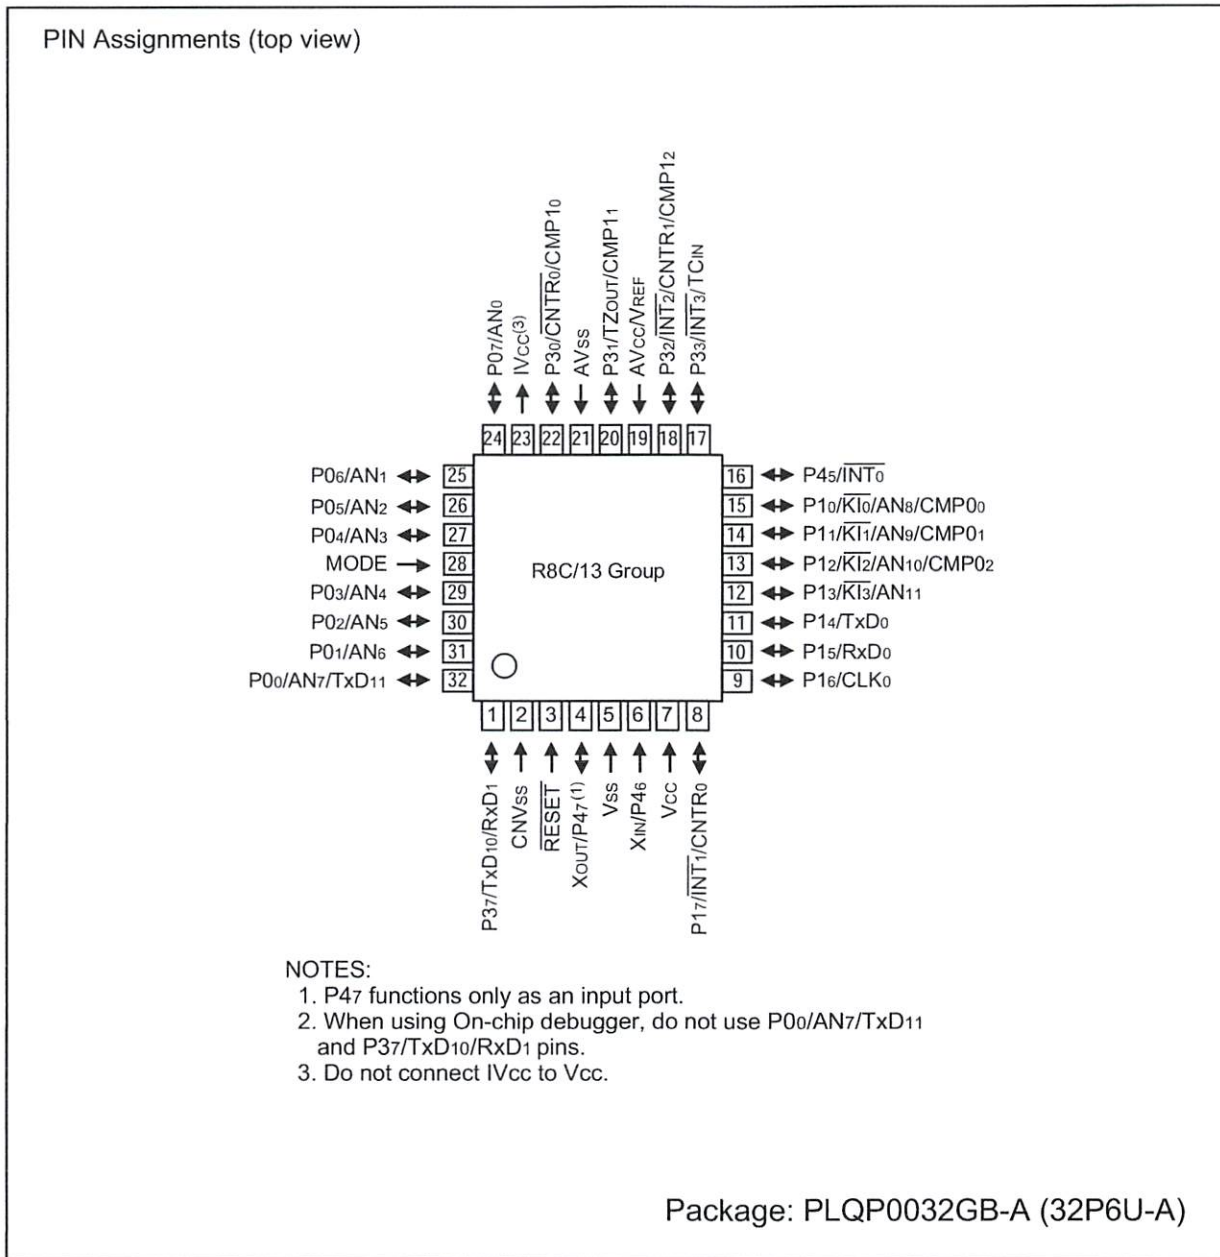 PIN Assignments (top view)
P07/AN0
IVcc(3)
P30/CNTR0/CMP10
AVss
P31/TZOUT/CMP11
AVcc/VREF
P32/INT2/CNTR1/CMP12
P33/INT3/TCIN
24 23 22 21 20 19 18 17
P06/AN1 25
P05/AN2 26
P04/AN3 27
MODE 28
P03/AN4 29
P02/AN5 30
P01/AN6 31
P00/AN7/TxD11 32
R8C/13 Group
16 P45/INT0
15 P10/KI0/AN8/CMP00
14 P11/KI1/AN9/CMP01
13 P12/KI2/AN10/CMP02
12 P13/KI3/AN11
11 P14/TxD0
10 P15/RxD0
9 P16/CLK0
1 2 3 4 5 6 7 8
P37/TxD10/RxD1
CNVss
RESET
XOUT/P47(1)
Vss
XIN/P46
Vcc
P17/INT1/CNTR0
NOTES:
1. P47 functions only as an input port.
2. When using On-chip debugger, do not use P00/AN7/TxD11
and P37/TxD10/RxD1 pins.
3. Do not connect IVcc to Vcc.
Package: PLQP0032GB-A (32P6U-A)